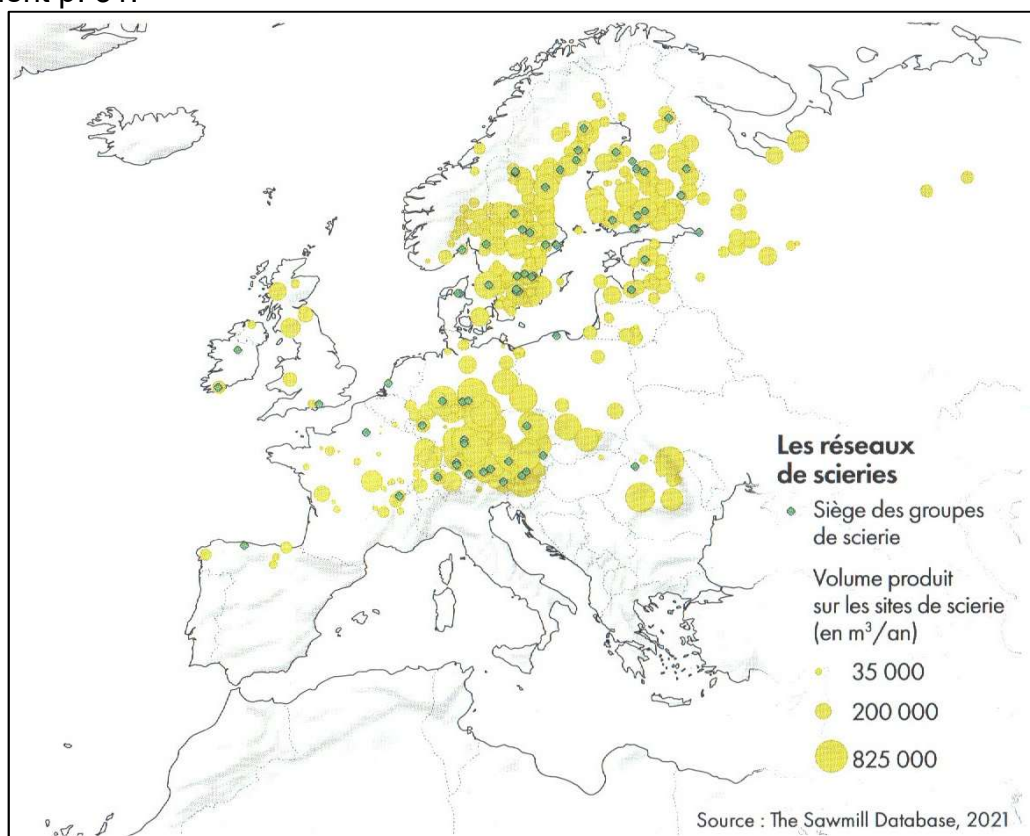 Les réseaux
de scieries
Siège des groupes
de scierie
Volume produit
sur les sites de scierie
(en m³/an)
35 000
200 000
825 000
Source : The Sawmill Database, 2021